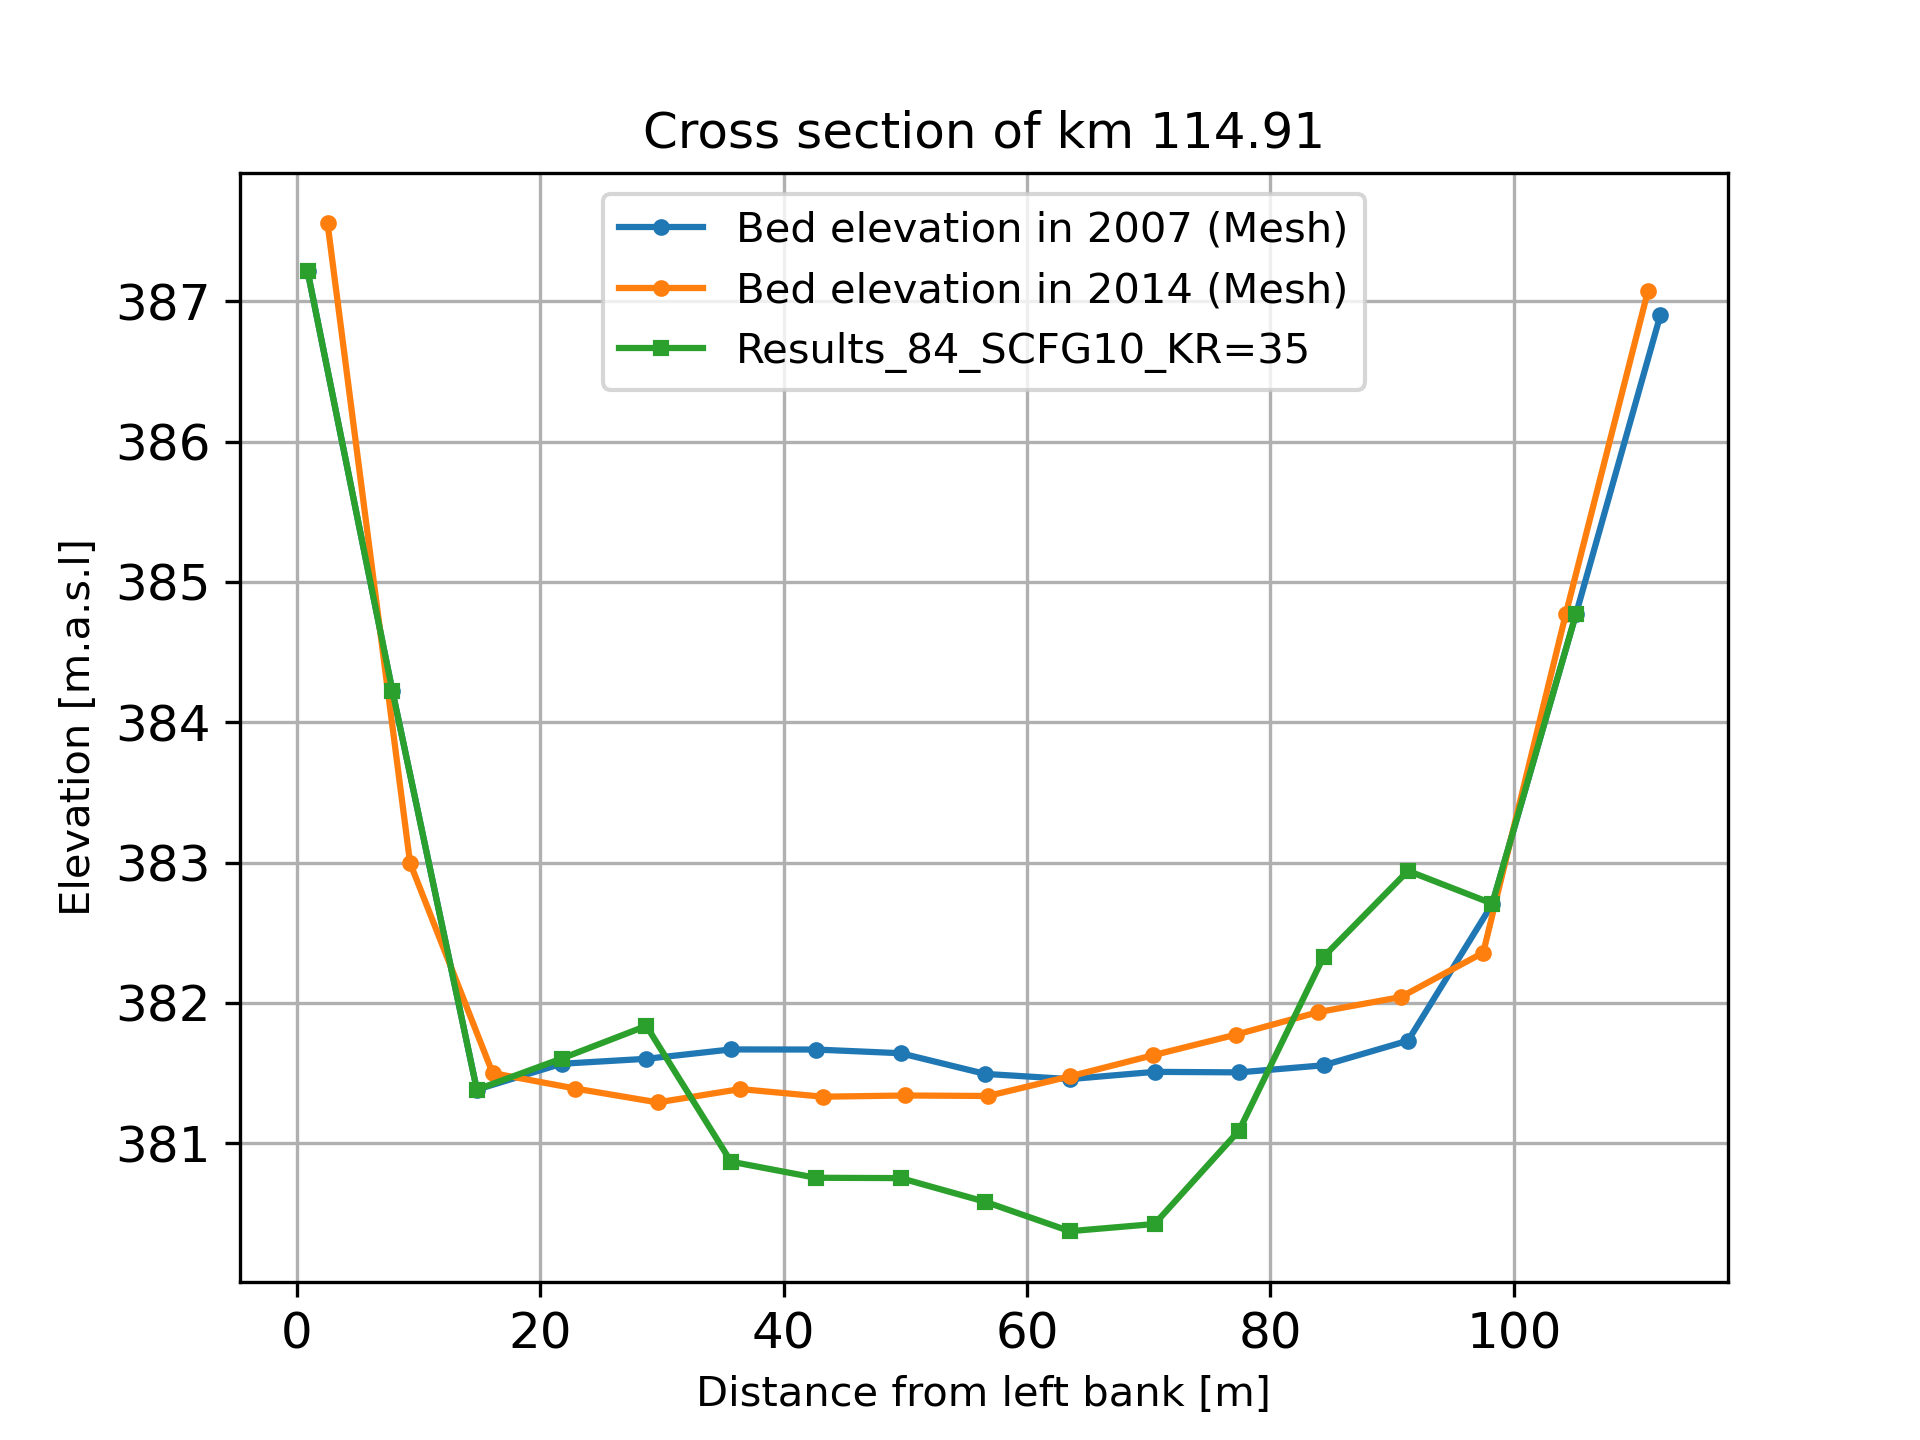 Cross section of km 114.91
Bed elevation in 2007 (Mesh)
Bed elevation in 2014 (Mesh)
Results_84_SCFG10_KR=35
387
386
385
384
383
382
381
Elevation [m.a.s.l]
0 20 40 60 80 100
Distance from left bank [m]